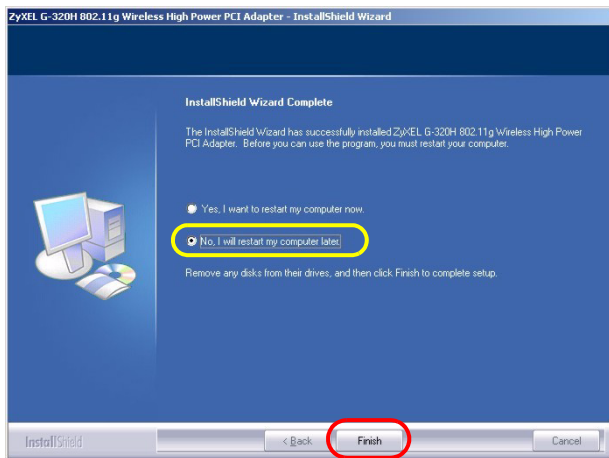 ZyXEL G-320H 802.11g Wireless High Power PCI Adapter - InstallShield Wizard
InstallShield Wizard Complete
The InstallShield Wizard has successfully installed ZyXEL G-320H 802.11g Wireless High Power
PCI Adapter. Before you can use the program, you must restart your computer.
Yes, I want to restart my computer now.
No, I will restart my computer later.
Remove any disks from their drives, and then click Finish to complete setup.
InstallShield
< Back
Finish
Cancel